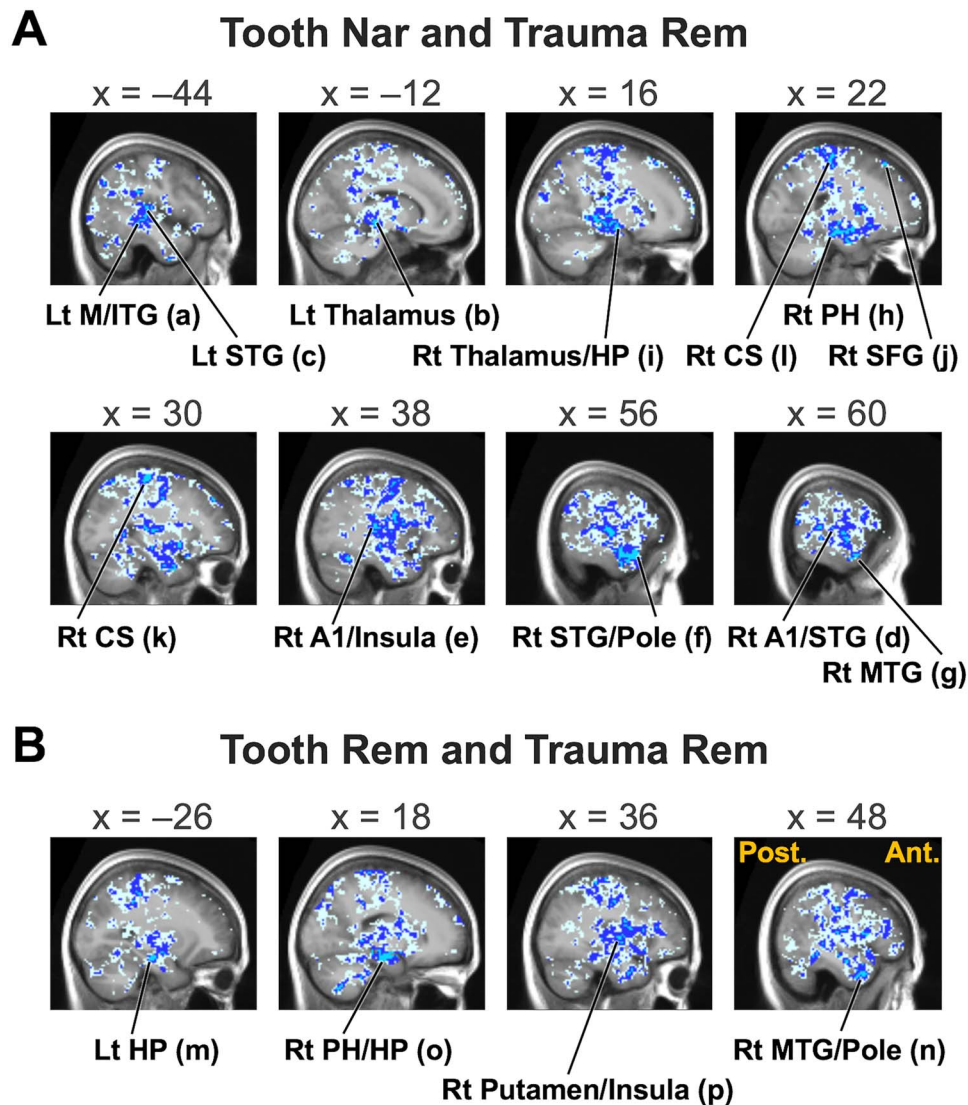 A
Tooth Nar and Trauma Rem
x = –44
x = –12
x = 16
x = 22
Lt M/ITG (a)
Lt STG (c)
Lt Thalamus (b)
Rt Thalamus/HP (i)
Rt PH (h)
Rt CS (l)
Rt SFG (j)
x = 30
x = 38
x = 56
x = 60
Rt CS (k)
Rt A1/Insula (e)
Rt STG/Pole (f)
Rt A1/STG (d)
Rt MTG (g)
B
Tooth Rem and Trauma Rem
x = –26
x = 18
x = 36
x = 48
Post.
Ant.
Lt HP (m)
Rt PH/HP (o)
Rt Putamen/Insula (p)
Rt MTG/Pole (n)